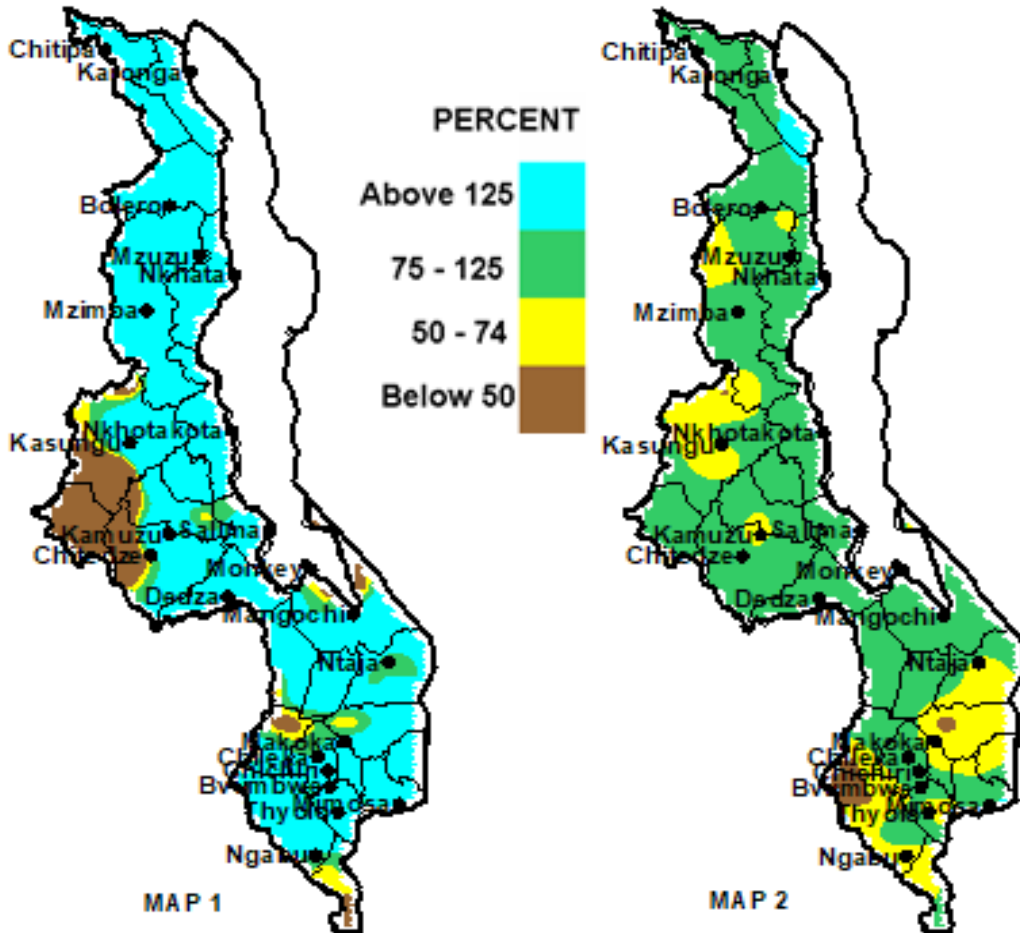 Chitipa
Karonga
Bolero
Mzuzu
Nkhata
Mzimba
Nkhotakota
Kasungu
Kamuzu
Salima
Chitedze
Monkey
Dedza
Mangochi
Ntaja
Makoka
Chileka
Chichiri
Bvumbwe
Mimosa
Thyolo
Ngabu
MAP 1
PERCENT
Above 125
75 - 125
50 - 74
Below 50
Chitipa
Karonga
Bolero
Mzuzu
Nkhata
Mzimba
Nkhotakota
Kasungu
Kamuzu
Salima
Chitedze
Monkey
Dedza
Mangochi
Ntaja
Makoka
Chileka
Chichiri
Bvumbwe
Mimosa
Thyolo
Ngabu
MAP 2